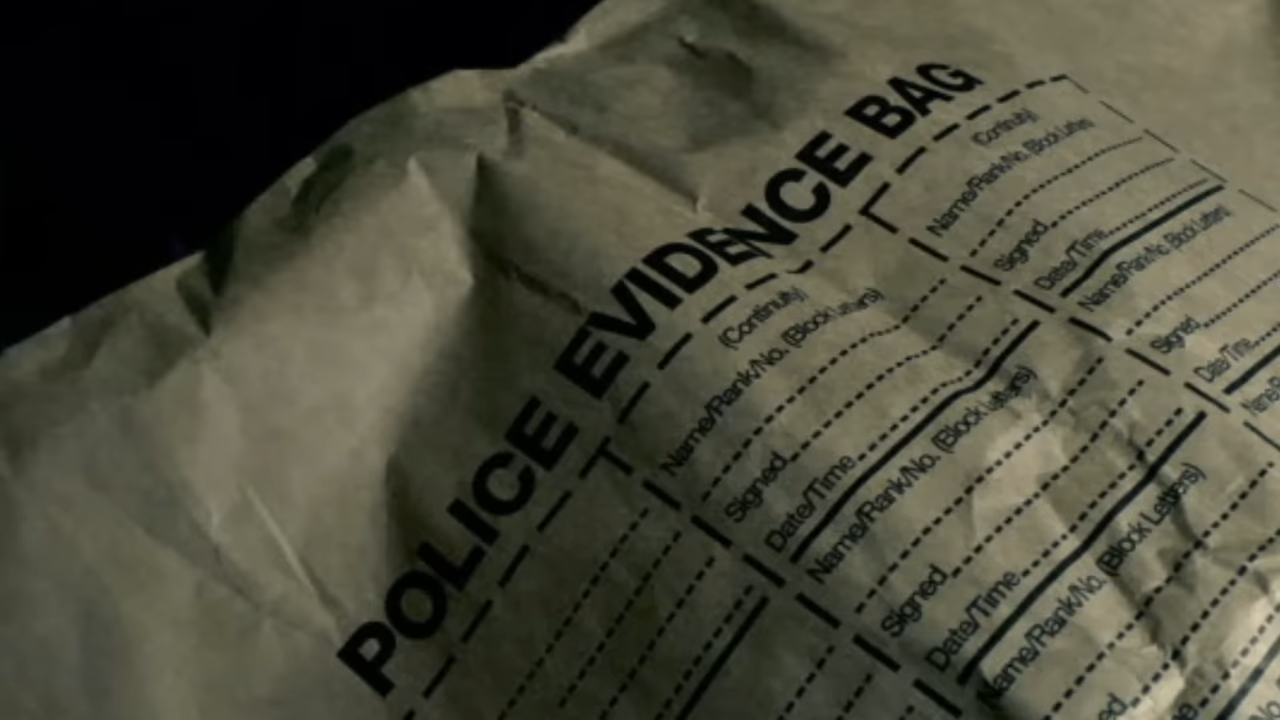 POLICE EVIDENCE BAG
(Continuity)
Name/Rank/No. (Block Letters)
Signed
Date/Time
Name/Rank/No. (Block Letters)
Signed
Date/Time
Name/Rank/No. (Block Letters)
(Continuity)
Name/Rank/No. (Block Letters)
Signed
Date/Time
Name/Rank/No. (Block Letters)
Signed
Date/Time